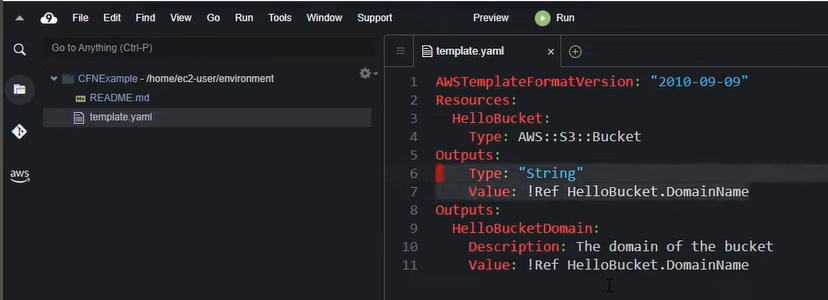 9 File Edit Find View Go Run Tools Window Support Preview Run
Go to Anything (Ctrl-P)
CFNExample - /home/ec2-user/environment
README.md
template.yaml
aws
template.yaml
1 AWSTemplateFormatVersion: "2010-09-09"
2 Resources:
3   HelloBucket:
4     Type: AWS::S3::Bucket
5 Outputs:
6     Type: "String"
7     Value: !Ref HelloBucket.DomainName
8 Outputs:
9   HelloBucketDomain:
10     Description: The domain of the bucket
11     Value: !Ref HelloBucket.DomainName